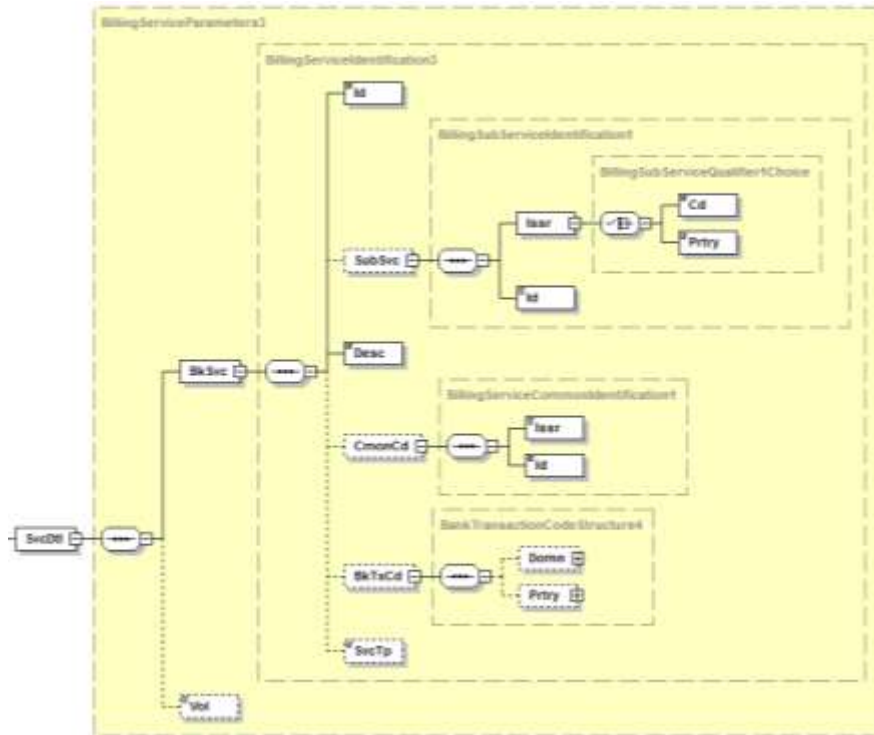 BillingServiceParameters3
BillingServiceIdentification3
Id
BillingSubServiceIdentification1
BillingSubServiceQualifier1Choice
Cd
Issr
Prtry
SubSvc
Id
Desc
BkSvc
BillingServiceCommonIdentification1
Issr
CmonCd
Id
BankTransactionCodeStructure4
SvcDtl
Domn
BkTxCd
Prtry
SvcTp
Vol